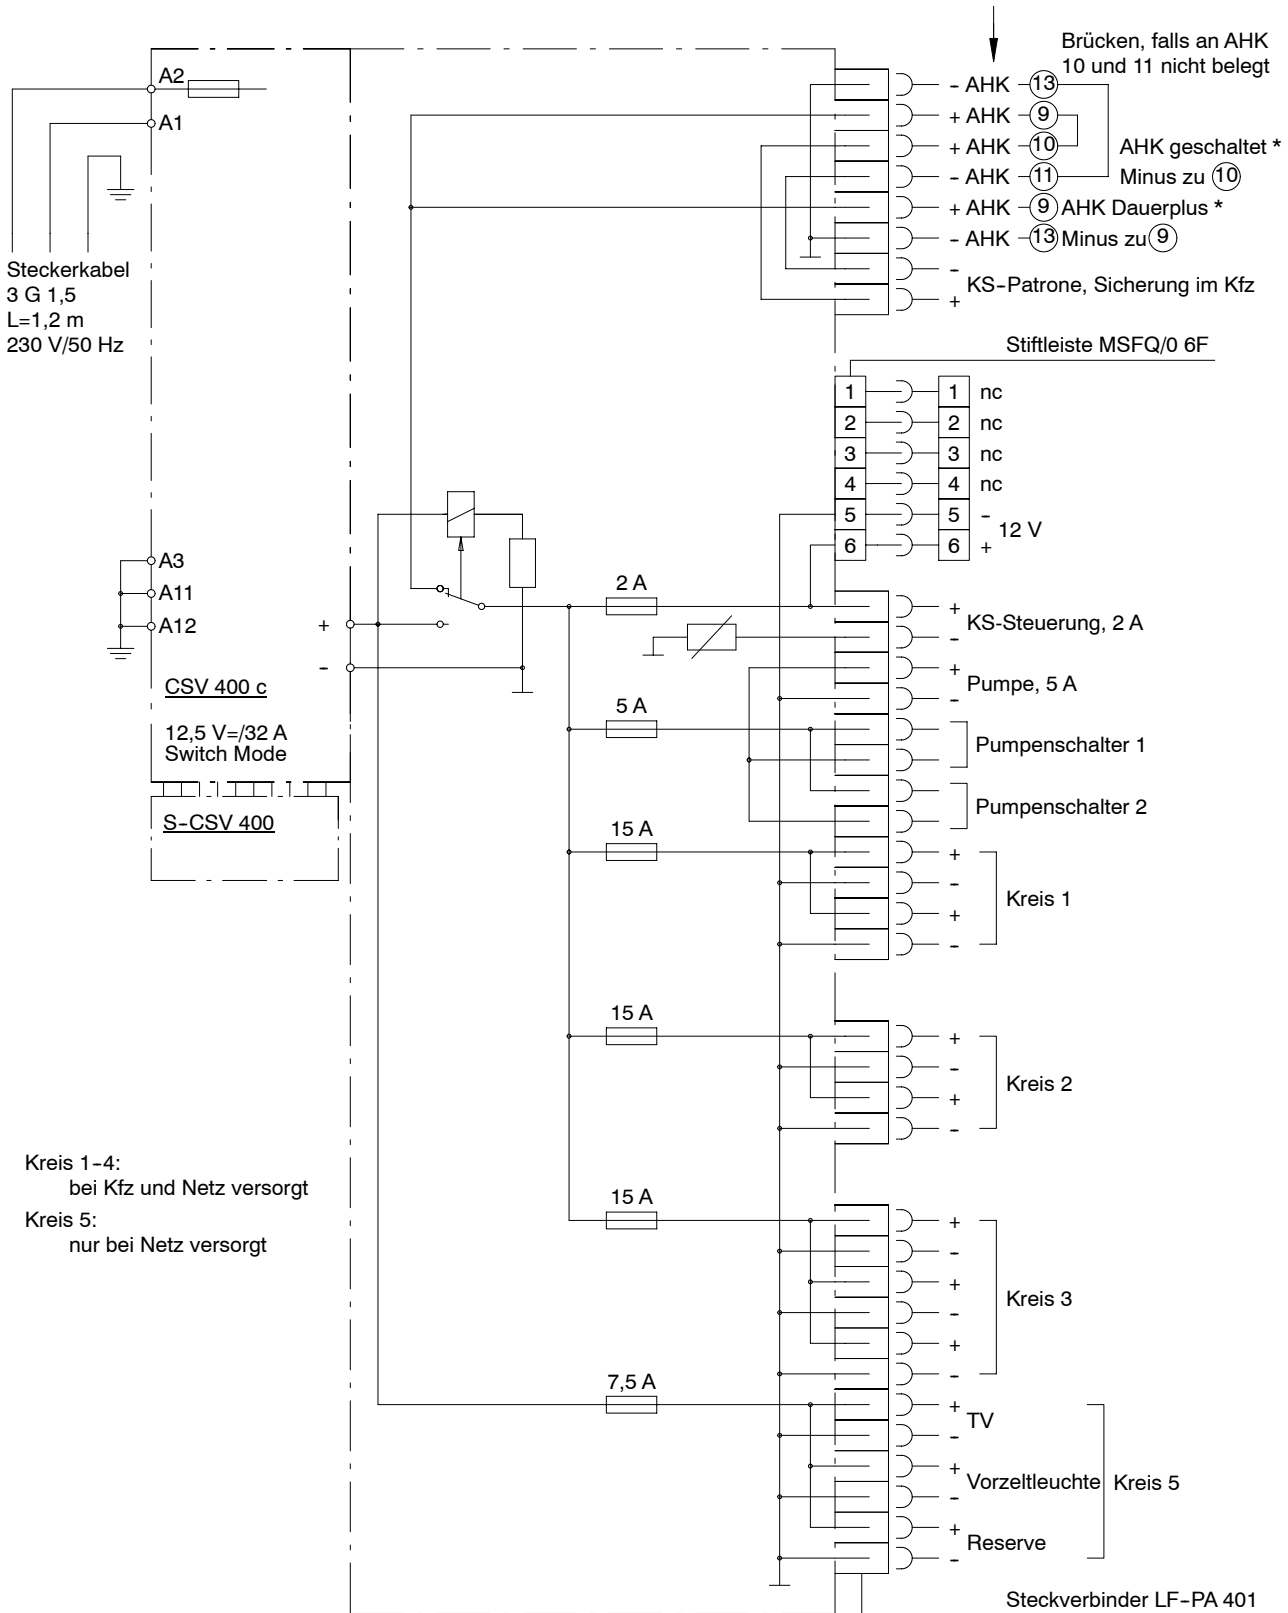 Brücken, falls an AHK
10 und 11 nicht belegt
A2
A1
- AHK 13
+ AHK 9
+ AHK 10
AHK geschaltet *
- AHK 11
Minus zu 10
+ AHK 9 AHK Dauerplus *
- AHK 13 Minus zu 9
-
KS-Patrone, Sicherung im Kfz
+
Steckerkabel
3 G 1,5
L=1,2 m
230 V/50 Hz
Stiftleiste MSFQ/0 6F
1 1 nc
2 2 nc
3 3 nc
4 4 nc
5 5 -
12 V
6 6 +
A3
A11
A12
+
-
CSV 400 c
12,5 V=/32 A
Switch Mode
S-CSV 400
2 A
+
KS-Steuerung, 2 A
-
+
Pumpe, 5 A
-
5 A
Pumpenschalter 1
Pumpenschalter 2
15 A
+
-
Kreis 1
+
-
15 A
+
-
Kreis 2
+
-
Kreis 1-4:
bei Kfz und Netz versorgt
Kreis 5:
nur bei Netz versorgt
15 A
+
-
+
Kreis 3
-
+
-
7,5 A
+
TV
-
+
Vorzeltleuchte
Kreis 5
-
+
Reserve
-
Steckverbinder LF-PA 401